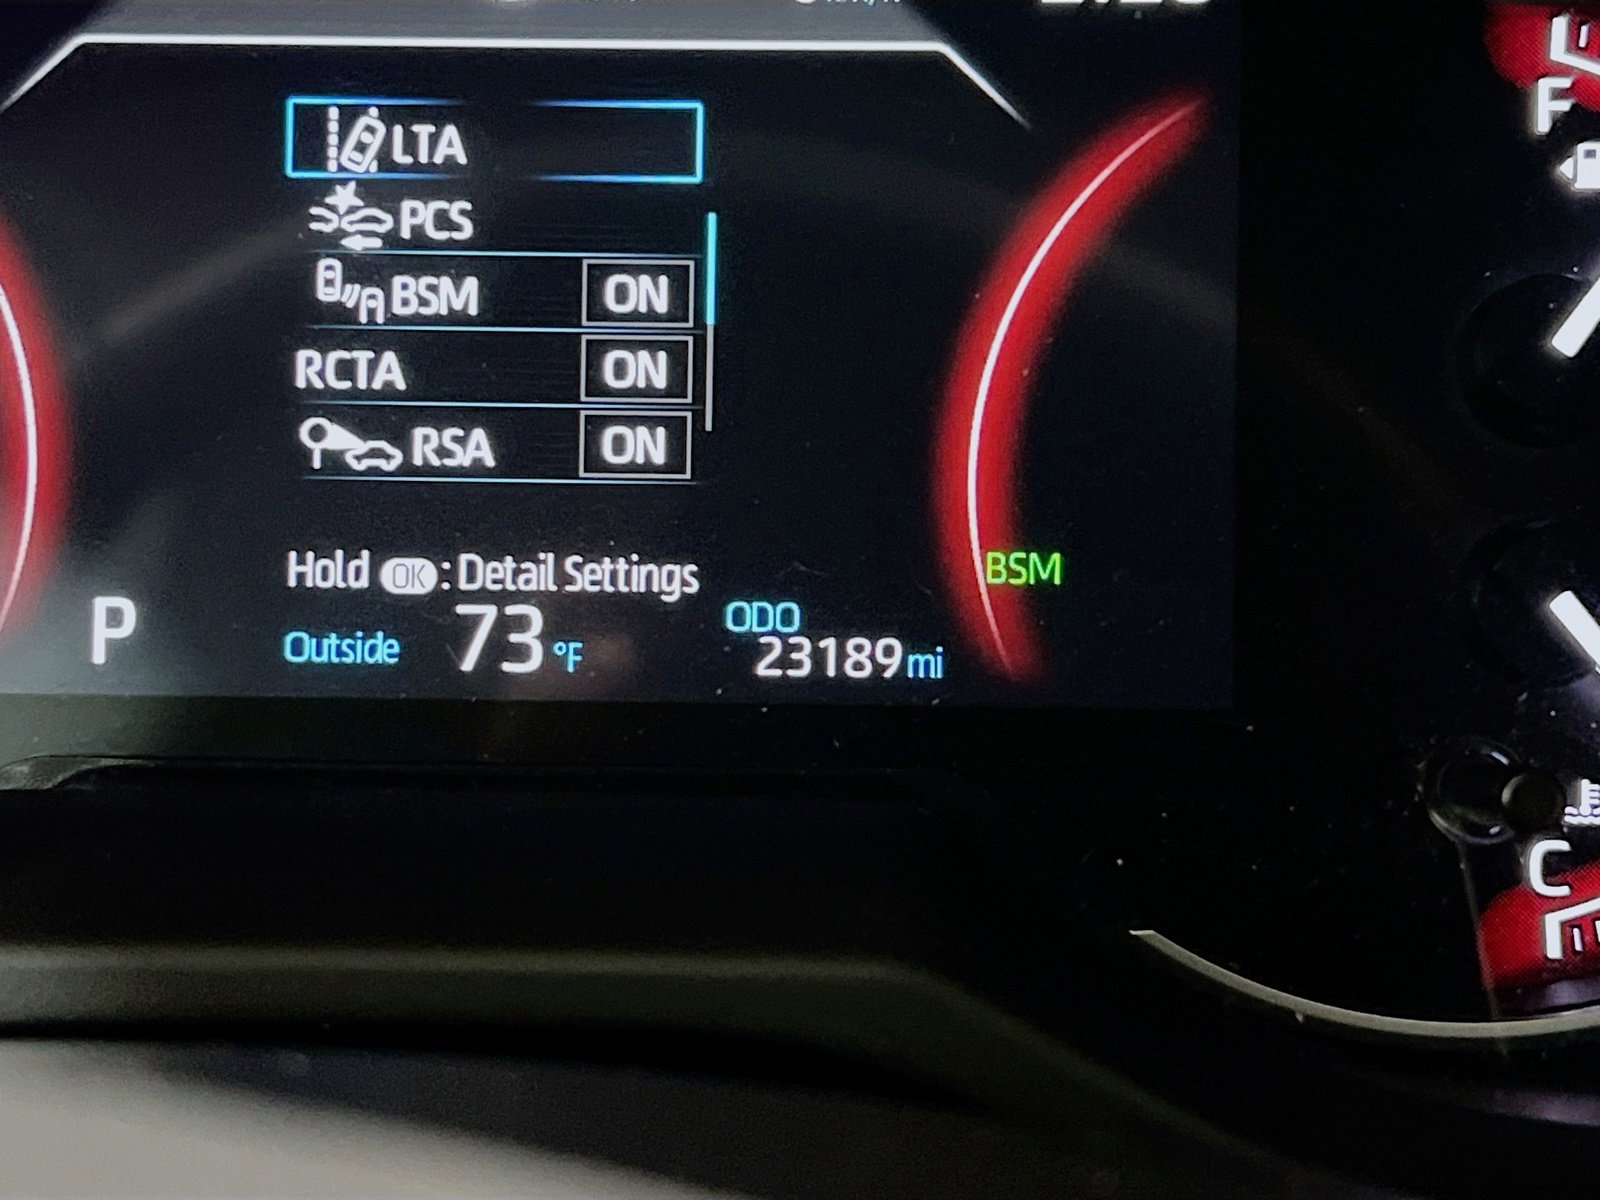 LTA
PCS
BSM ON
RCTA ON
RSA ON
Hold OK : Detail Settings
BSM
P
Outside 73 °F
ODO
23189 mi
F
C